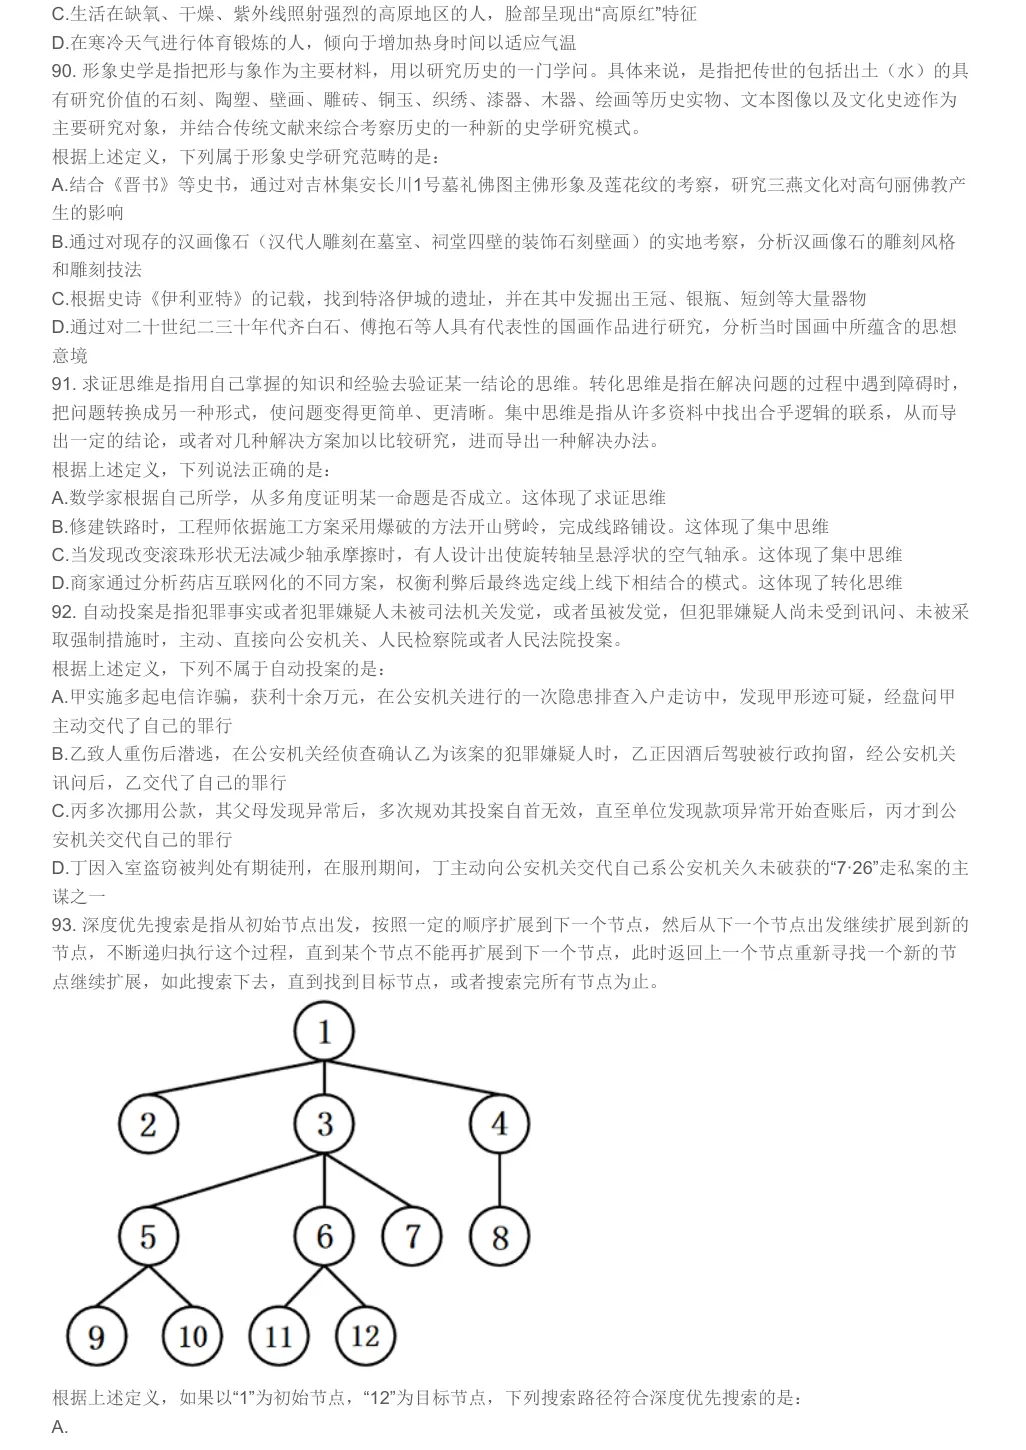 C.生活在缺氧、干燥、紫外线照射强烈的高原地区的人，脸部呈现出“高原红”特征
D.在寒冷天气进行体育锻炼的人，倾向于增加热身时间以适应气温
90. 形象史学是指把形与象作为主要材料，用以研究历史的一门学问。具体来说，是指把传世的包括出土（水）的具
有研究价值的石刻、陶塑、壁画、雕砖、铜玉、织绣、漆器、木器、绘画等历史实物、文本图像以及文化史迹作为
主要研究对象，并结合传统文献来综合考察历史的一种新的史学研究模式。
根据上述定义，下列属于形象史学研究范畴的是：
A.结合《晋书》等史书，通过对吉林集安长川1号墓礼佛图主佛形象及莲花纹的考察，研究三燕文化对高句丽佛教产
生的影响
B.通过对现存的汉画像石（汉代人雕刻在墓室、祠堂四壁的装饰石刻壁画）的实地考察，分析汉画像石的雕刻风格
和雕刻技法
C.根据史诗《伊利亚特》的记载，找到特洛伊城的遗址，并在其中发掘出王冠、银瓶、短剑等大量器物
D.通过对二十世纪二三十年代齐白石、傅抱石等人具有代表性的国画作品进行研究，分析当时国画中所蕴含的思想
意境
91. 求证思维是指用自己掌握的知识和经验去验证某一结论的思维。转化思维是指在解决问题的过程中遇到障碍时，
把问题转换成另一种形式，使问题变得更简单、更清晰。集中思维是指从许多资料中找出合乎逻辑的联系，从而导
出一定的结论，或者对几种解决方案加以比较研究，进而导出一种解决办法。
根据上述定义，下列说法正确的是：
A.数学家根据自己所学，从多角度证明某一命题是否成立。这体现了求证思维
B.修建铁路时，工程师依据施工方案采用爆破的方法开山劈岭，完成线路铺设。这体现了集中思维
C.当发现改变滚珠形状无法减少轴承摩擦时，有人设计出使旋转轴呈悬浮状的空气轴承。这体现了集中思维
D.商家通过分析药店互联网化的不同方案，权衡利弊后最终选定线上线下相结合的模式。这体现了转化思维
92. 自动投案是指犯罪事实或者犯罪嫌疑人未被司法机关发觉，或者虽被发觉，但犯罪嫌疑人尚未受到讯问、未被采
取强制措施时，主动、直接向公安机关、人民检察院或者人民法院投案。
根据上述定义，下列不属于自动投案的是：
A.甲实施多起电信诈骗，获利十余万元，在公安机关进行的一次隐患排查入户走访中，发现甲形迹可疑，经盘问甲
主动交代了自己的罪行
B.乙致人重伤后潜逃，在公安机关经侦查确认乙为该案的犯罪嫌疑人时，乙正因酒后驾驶被行政拘留，经公安机关
讯问后，乙交代了自己的罪行
C.丙多次挪用公款，其父母发现异常后，多次规劝其投案自首无效，直至单位发现款项异常开始查账后，丙才到公
安机关交代自己的罪行
D.丁因入室盗窃被判处有期徒刑，在服刑期间，丁主动向公安机关交代自己系公安机关久未破获的“7·26”走私案的主
谋之一
93. 深度优先搜索是指从初始节点出发，按照一定的顺序扩展到下一个节点，然后从下一个节点出发继续扩展到新的
节点，不断递归执行这个过程，直到某个节点不能再扩展到下一个节点，此时返回上一个节点重新寻找一个新的节
点继续扩展，如此搜索下去，直到找到目标节点，或者搜索完所有节点为止。
1
2 3 4
5 6 7 8
9 10 11 12
根据上述定义，如果以“1”为初始节点，“12”为目标节点，下列搜索路径符合深度优先搜索的是：
A.